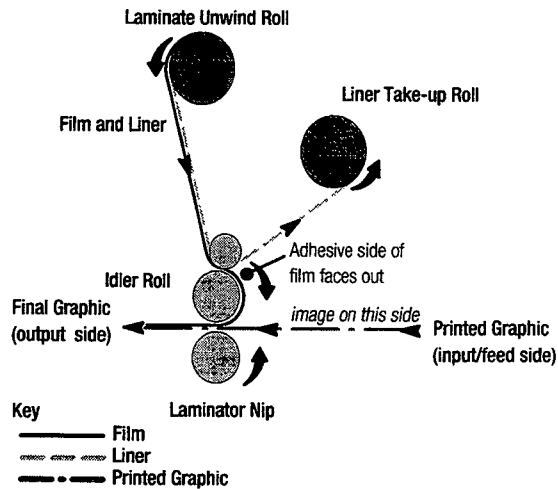 Laminate Unwind Roll
Liner Take-up Roll
Film and Liner
Adhesive side of
film faces out
Idler Roll
Final Graphic
(output side)
image on this side
Printed Graphic
(input/feed side)
Laminator Nip
Key
Film
Liner
Printed Graphic